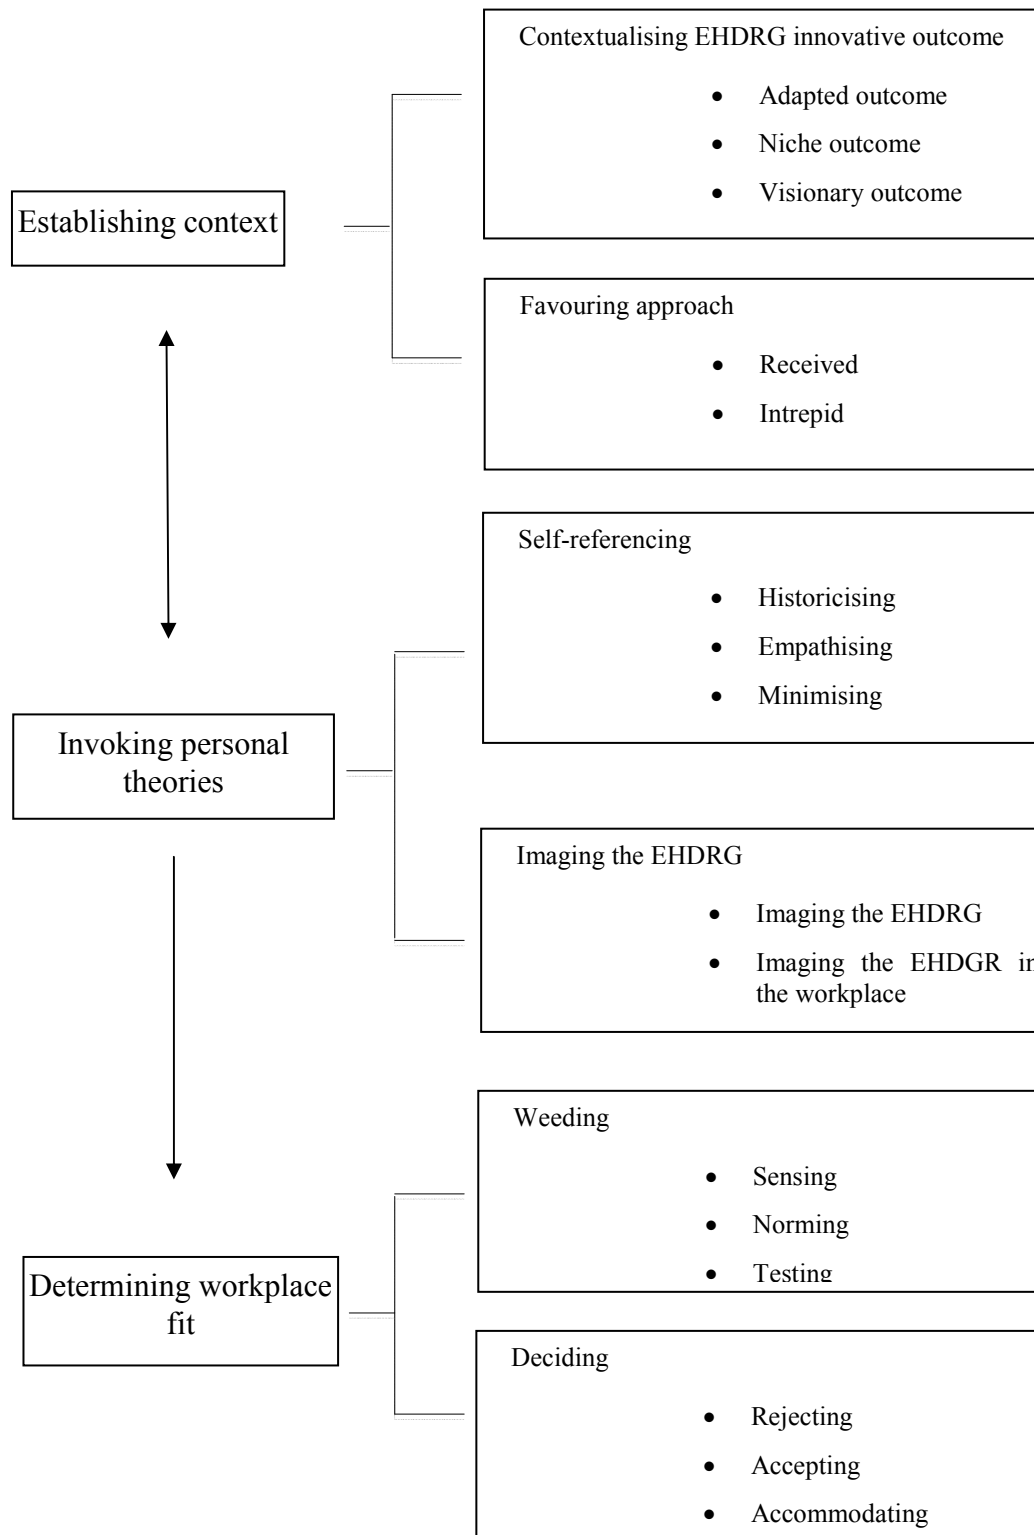 Contextualising EHDRG innovative outcome
• Adapted outcome
• Niche outcome
• Visionary outcome
Establishing context
Favouring approach
• Received
• Intrepid
Self-referencing
• Historicising
• Empathising
• Minimising
Invoking personal
theories
Imaging the EHDRG
• Imaging the EHDRG
• Imaging the EHDGR in
the workplace
Weeding
• Sensing
• Norming
• Testing
Determining workplace
fit
Deciding
• Rejecting
• Accepting
• Accommodating